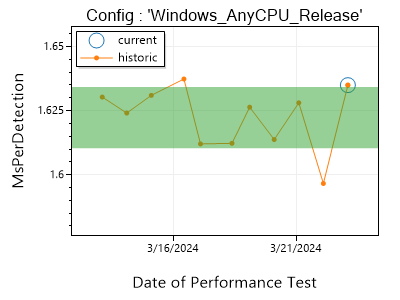 Config : 'Windows_AnyCPU_Release'
current
historic
1.65
1.625
1.6
MsPerDetection
3/16/2024
3/21/2024
Date of Performance Test